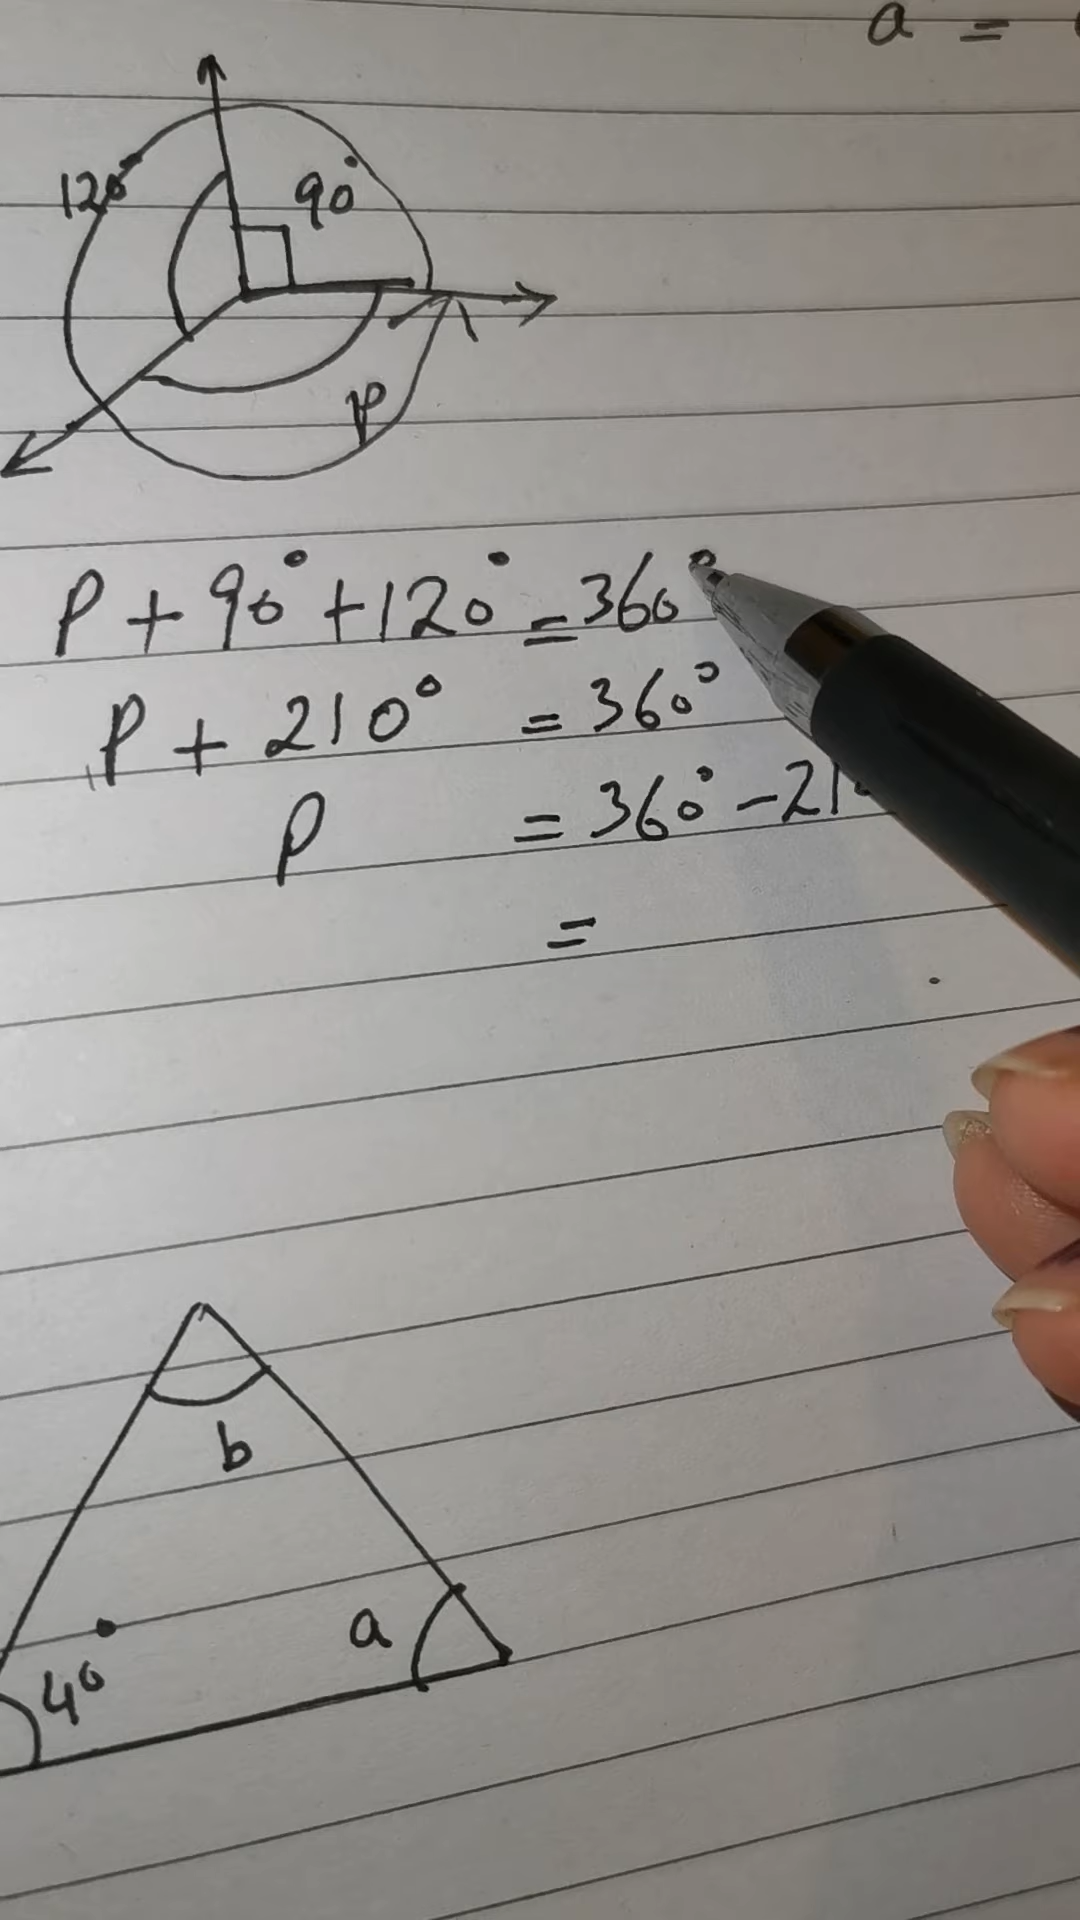 a =
120°
90°
P
P + 90° + 120° = 360°
P + 210° = 360°
P = 360° - 21
=
b
a
40